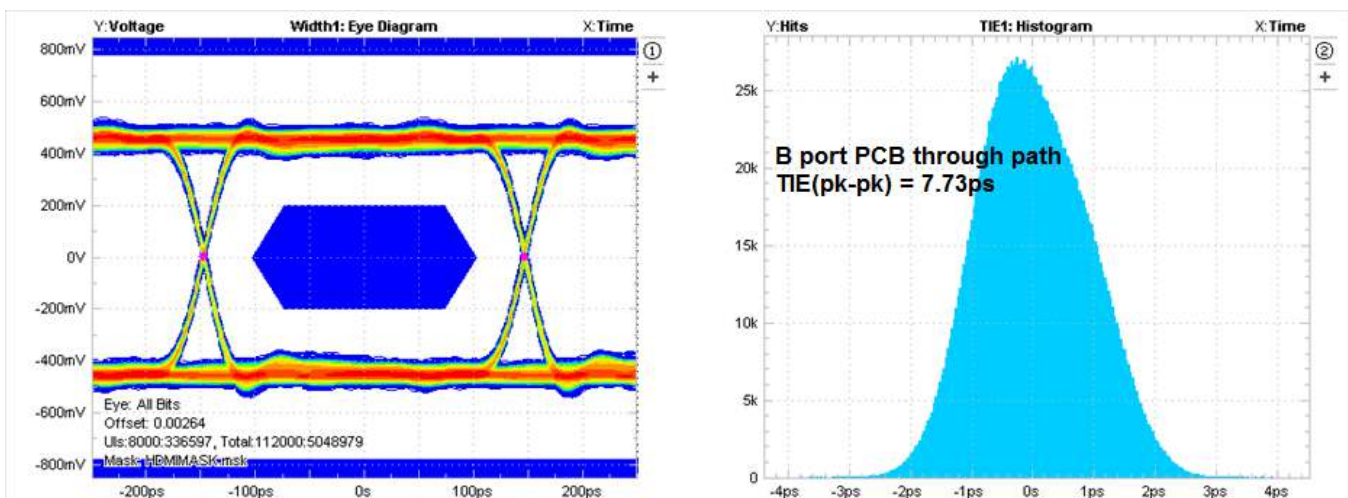 Y:Voltage Width1: Eye Diagram X:Time
800mV
600mV
400mV
200mV
0V
-200mV
-400mV
-600mV
-800mV
Eye: All Bits
Offset: 0.00264
UIs:8000:336597, Total:112000:5048979
Mask: HDMIMASK.msk
-200ps -100ps 0s 100ps 200ps
1
+
Y:Hits TIE1: Histogram X:Time
25k
20k
15k
10k
5k
0
B port PCB through path
TIE(pk-pk) = 7.73ps
-4ps -3ps -2ps -1ps 0s 1ps 2ps 3ps 4ps
2
+